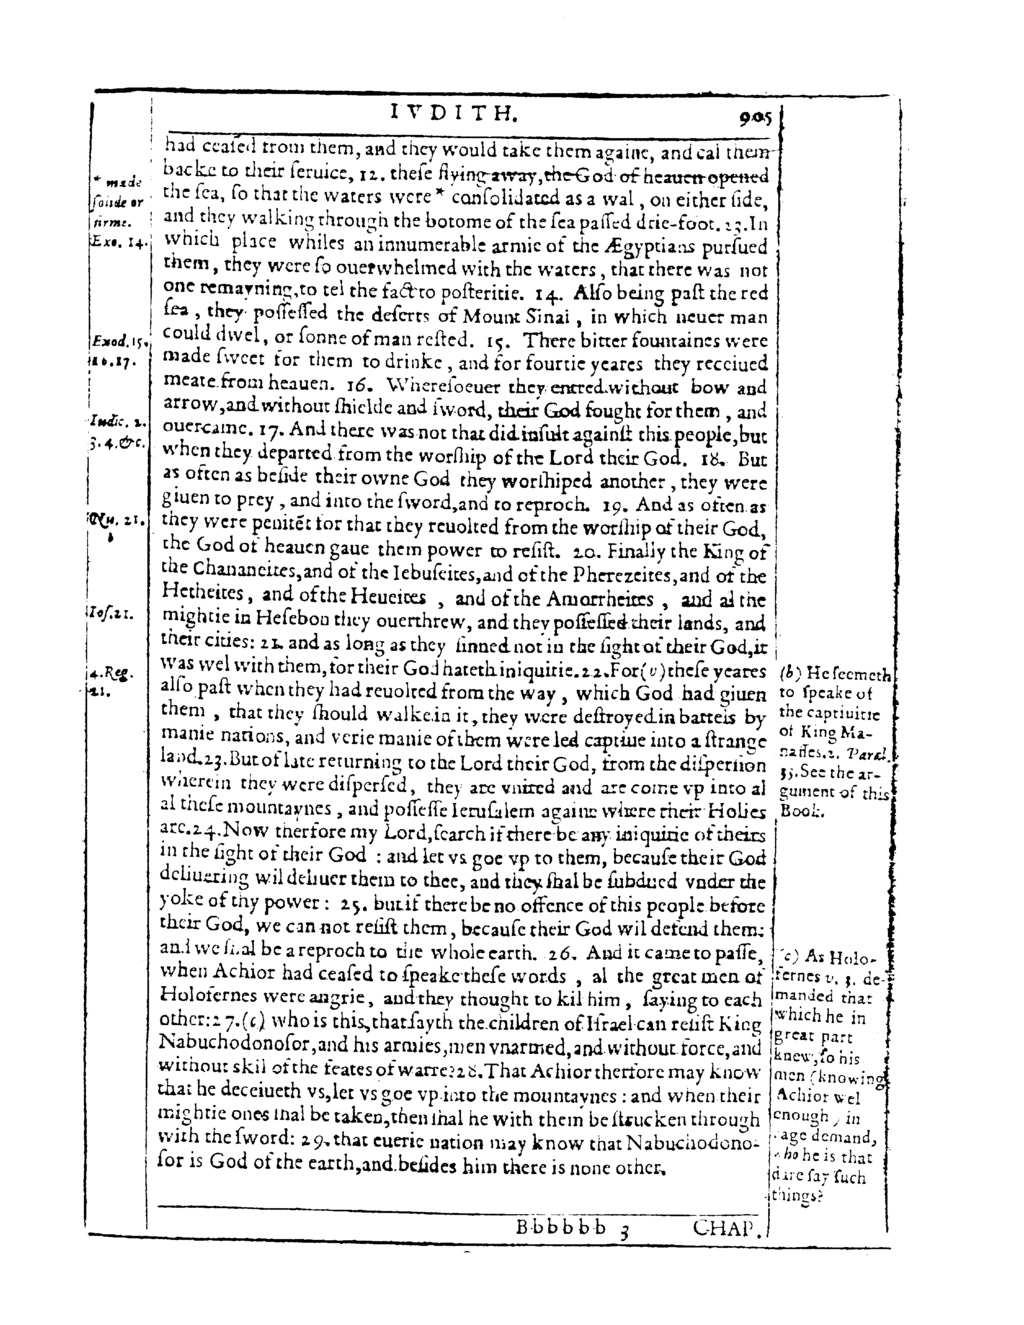 IVDITH. 905
had ceaſed from them, and they would take them againe, and cal them
backe to their ſeruice, 12. theſe flying away, the God of heauen opened
the ſea, ſo that the waters were * conſolidated as a wal, on either ſide,
and they walking through the botome of the ſea paſſed drie-foot. 13. In
which place whiles an innumerable armie of the Ægyptians purſued
them, they were ſo ouerwhelmed with the waters, that there was not
one remayning, to tel the fact to poſteritie. 14. Alſo being paſt the red
ſea, they poſſeſſed the deſerts of Mount Sinai, in which neuer man
could dwel, or ſonne of man reſted. 15. There bitter fountaines were
made ſweet for them to drinke, and for fourtie yeares they receiued
meate from heauen. 16. Whereſoeuer they entred without bow and
arrow, and without ſhielde and ſword, their God fought for them, and
ouercame. 17. And there was not that did inſult againſt this people, but
when they departed from the worſhip of the Lord their God. 18. But
as often as beſide their owne God they worſhiped another, they were
giuen to prey, and into the ſword, and to reproch. 19. And as often as
they were penitēt for that they reuolted from the worſhip of their God,
the God of heauen gaue them power to reſiſt. 20. Finally the King of
the Chananeites, and of the Iebuſeites, and of the Pherezeites, and of the
Hetheites, and of the Heueites, and of the Amorrheites, and al the
mightie in Heſebon they ouerthrew, and they poſſeſſed their lands, and
their cities: 21. and as long as they ſinned not in the ſight of their God, it
was wel with them, for their God hateth iniquitie. 22. For (v) theſe yeares
alſo paſt when they had reuolted from the way, which God had giuen
them, that they ſhould walke in it, they were deſtroyed in battels by
manie nations, and verie manie of them were led captiue into a ſtrange
land. 23. But of late returning to the Lord their God, from the diſperſion
wherein they were diſperſed, they are vnited and are come vp into al
al theſe mountaynes, and poſſeſſe Ieruſalem againe where their Holies
are. 24. Now therfore my Lord, ſearch if there be any iniquitie of theirs
in the ſight of their God : and let vs goe vp to them, becauſe their God
deliuering wil deliuer them to thee, and they ſhal be ſubdued vnder the
yoke of thy power : 25. but if there be no offence of this people before
their God, we can not reſiſt them, becauſe their God wil defend them:
and we ſhal be a reproch to the whole earth. 26. And it came to paſſe,
when Achior had ceaſed to ſpeake theſe words, al the great men of
Holofernes were angrie, and they thought to kil him, ſaying to each
other: 27. (c) who is this, that ſayth the children of Iſrael can reſiſt King
Nabuchodonoſor, and his armies, men vnarmed, and without force, and
without skil of the feates of warre? 28. That Achior therfore may know
that he deceiueth vs, let vs goe vp into the mountaynes : and when their
mightie ones ſhal be taken, then ſhal he with them be ſtrucken through
with the ſword: 29. that euerie nation may know that Nabuchodono-
ſor is God of the earth, and beſides him there is none other.
* made
ſolide or
firme.
Exo. 14.
Exod. 15.
16. 17.
Iudic. 2.
3. 4. &c.
Nu. 21.
Ioſ. 21.
4. Reg.
21.
(b) He ſeemeth
to ſpeake of
the captiuitie
of King Ma-
naſſes. 2. Paral.
33. See the ar-
gument of this
Book.
(c) As Holo-
fernes v. 3. de-
manded that
which he in
great part
knew, ſo his
men (knowing
Achior wel
enough, in
age demand,
who he is that
dare ſay ſuch
things?
Bbbbbb 3 CHAP.